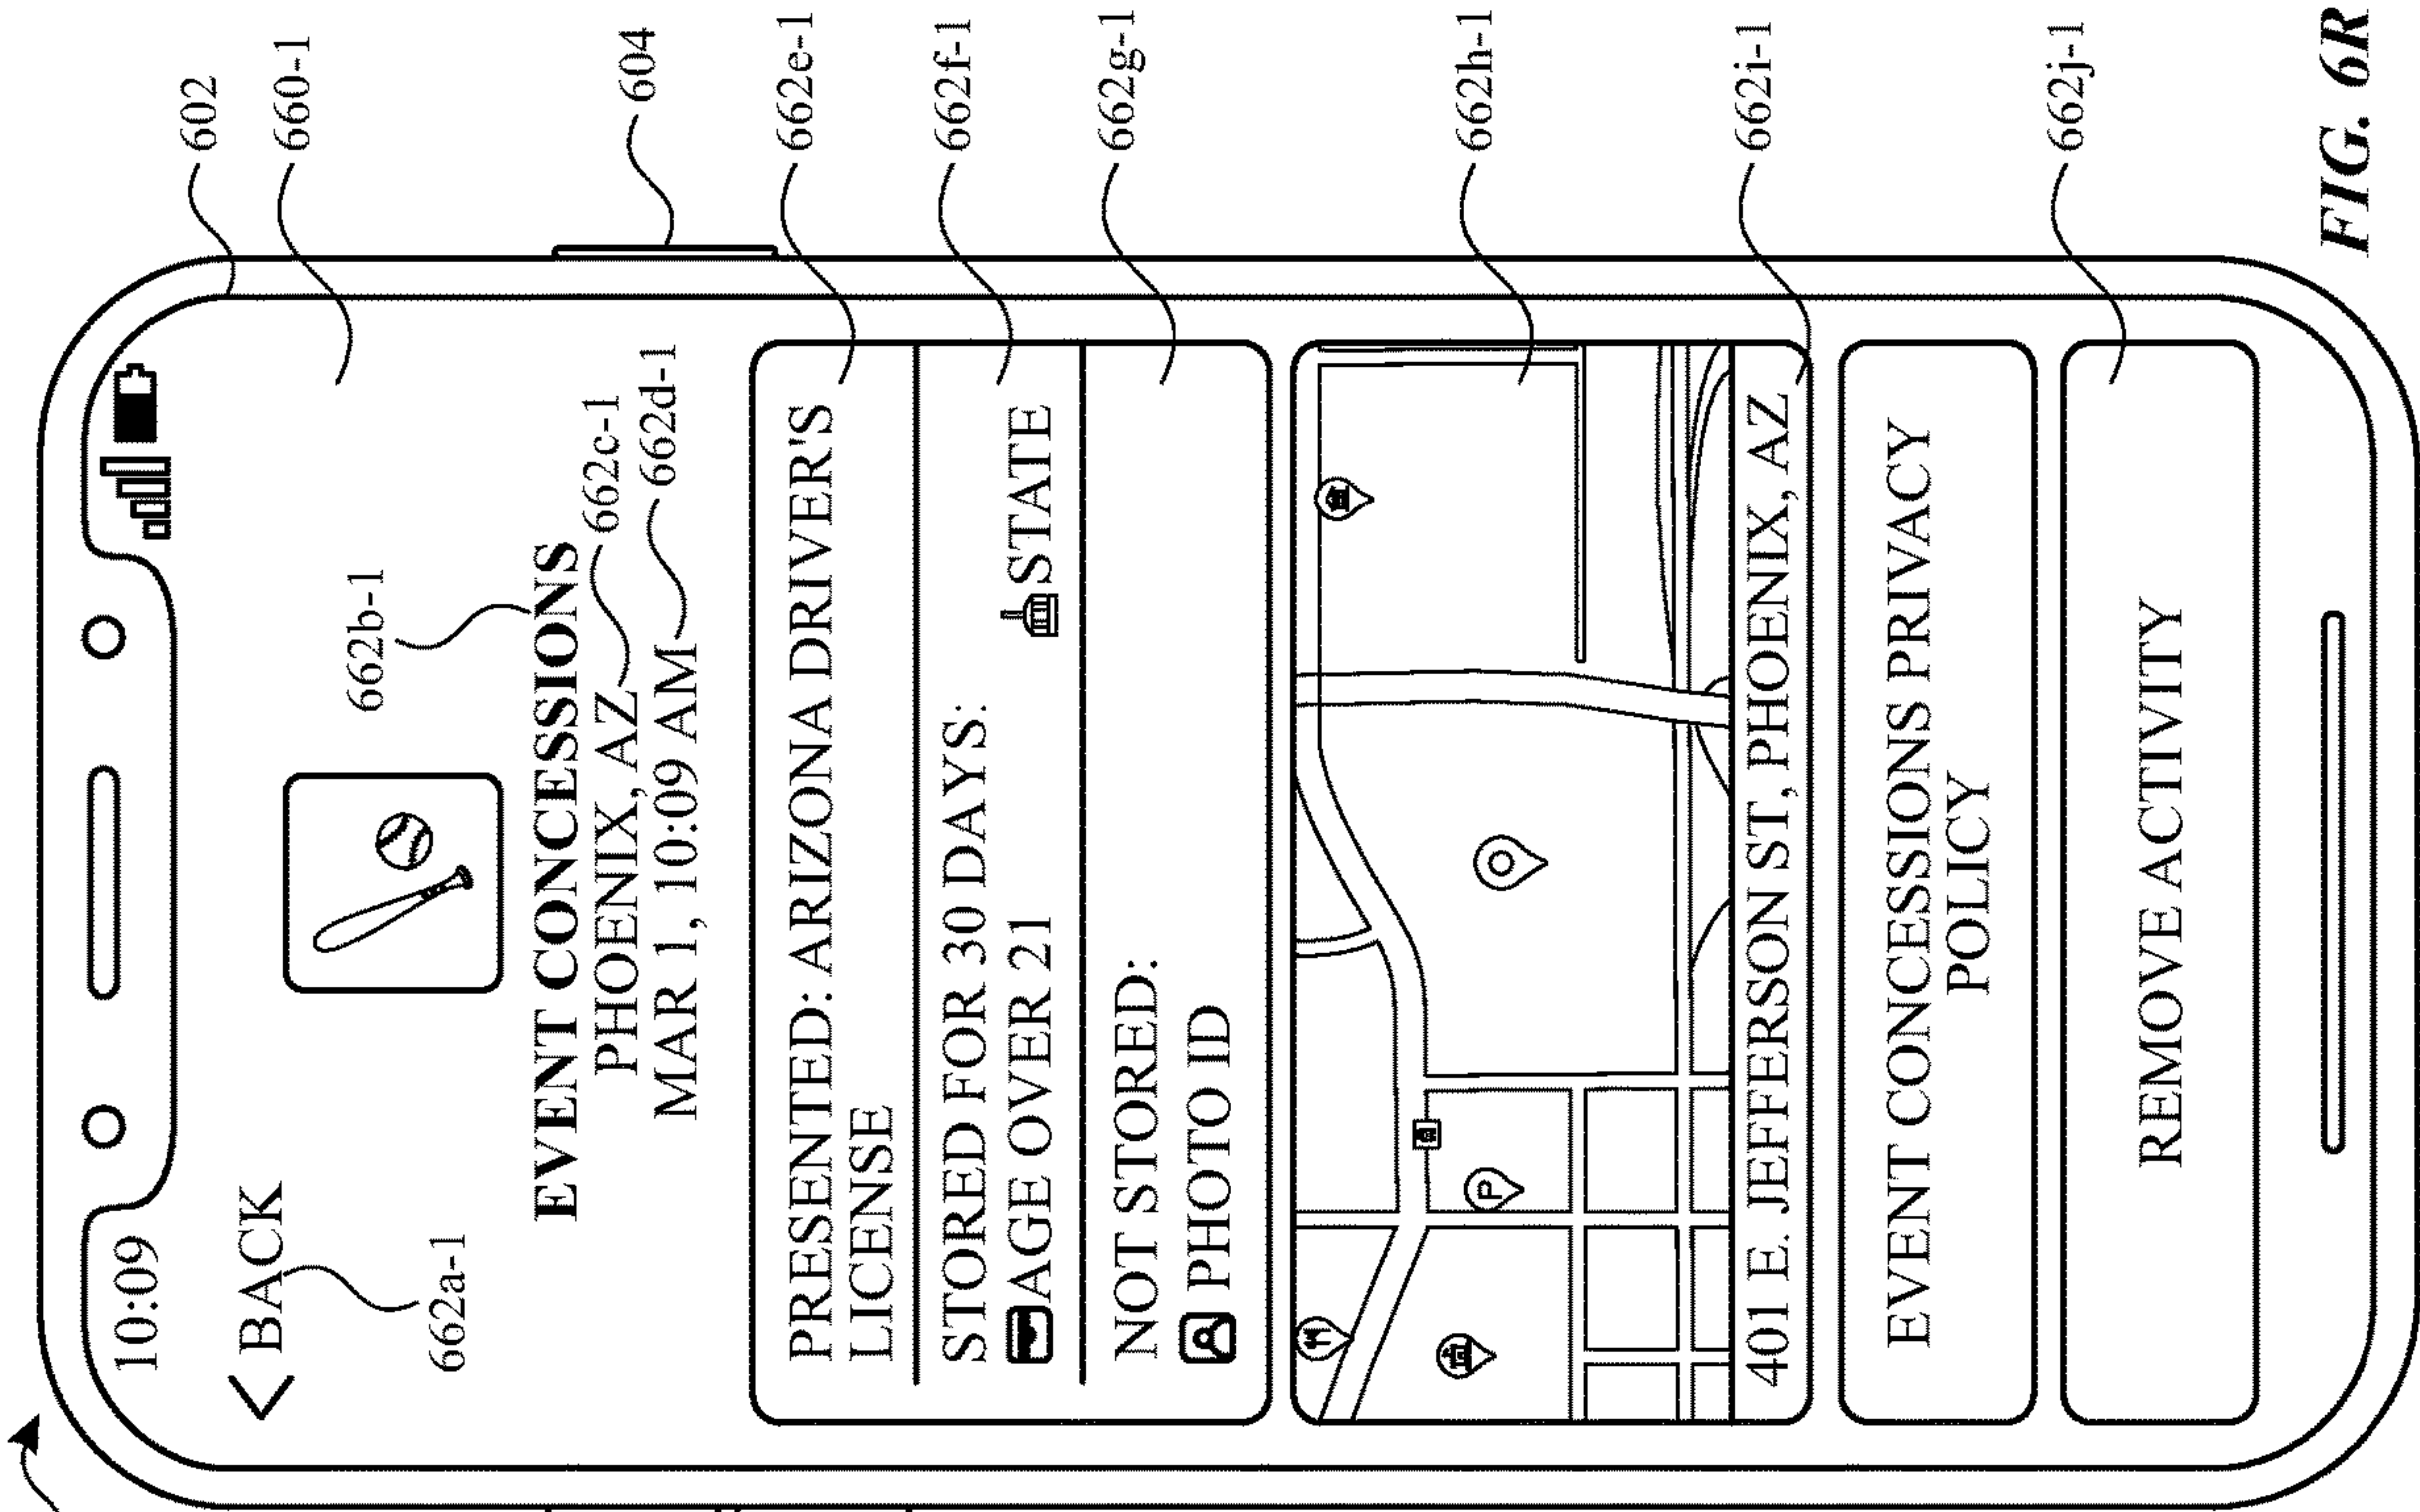 10:09
602
660-1
BACK
662a-1
662b-1
604
EVENT CONCESSIONS
PHOENIX, AZ
662c-1
MAR 1, 10:09 AM
662d-1
PRESENTED: ARIZONA DRIVER'S
LICENSE
662e-1
STORED FOR 30 DAYS:
AGE OVER 21
STATE
662f-1
NOT STORED:
PHOTO ID
662g-1
P
662h-1
401 E. JEFFERSON ST, PHOENIX, AZ
662i-1
EVENT CONCESSIONS PRIVACY
POLICY
REMOVE ACTIVITY
662j-1
FIG. 6R